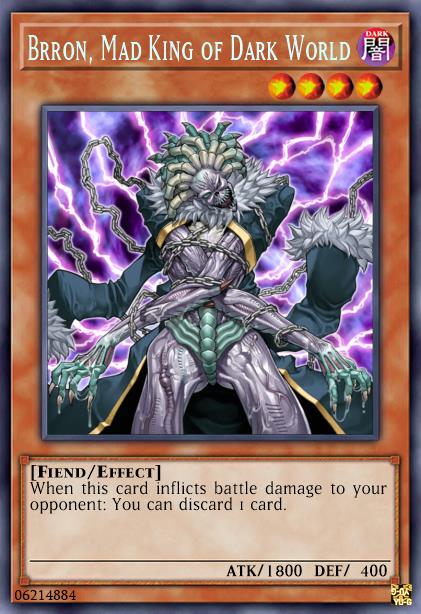 Brron, Mad King of Dark World
DARK
闇
[Fiend/Effect]
When this card inflicts battle damage to your
opponent: You can discard 1 card.
ATK/1800 DEF/ 400
06214884